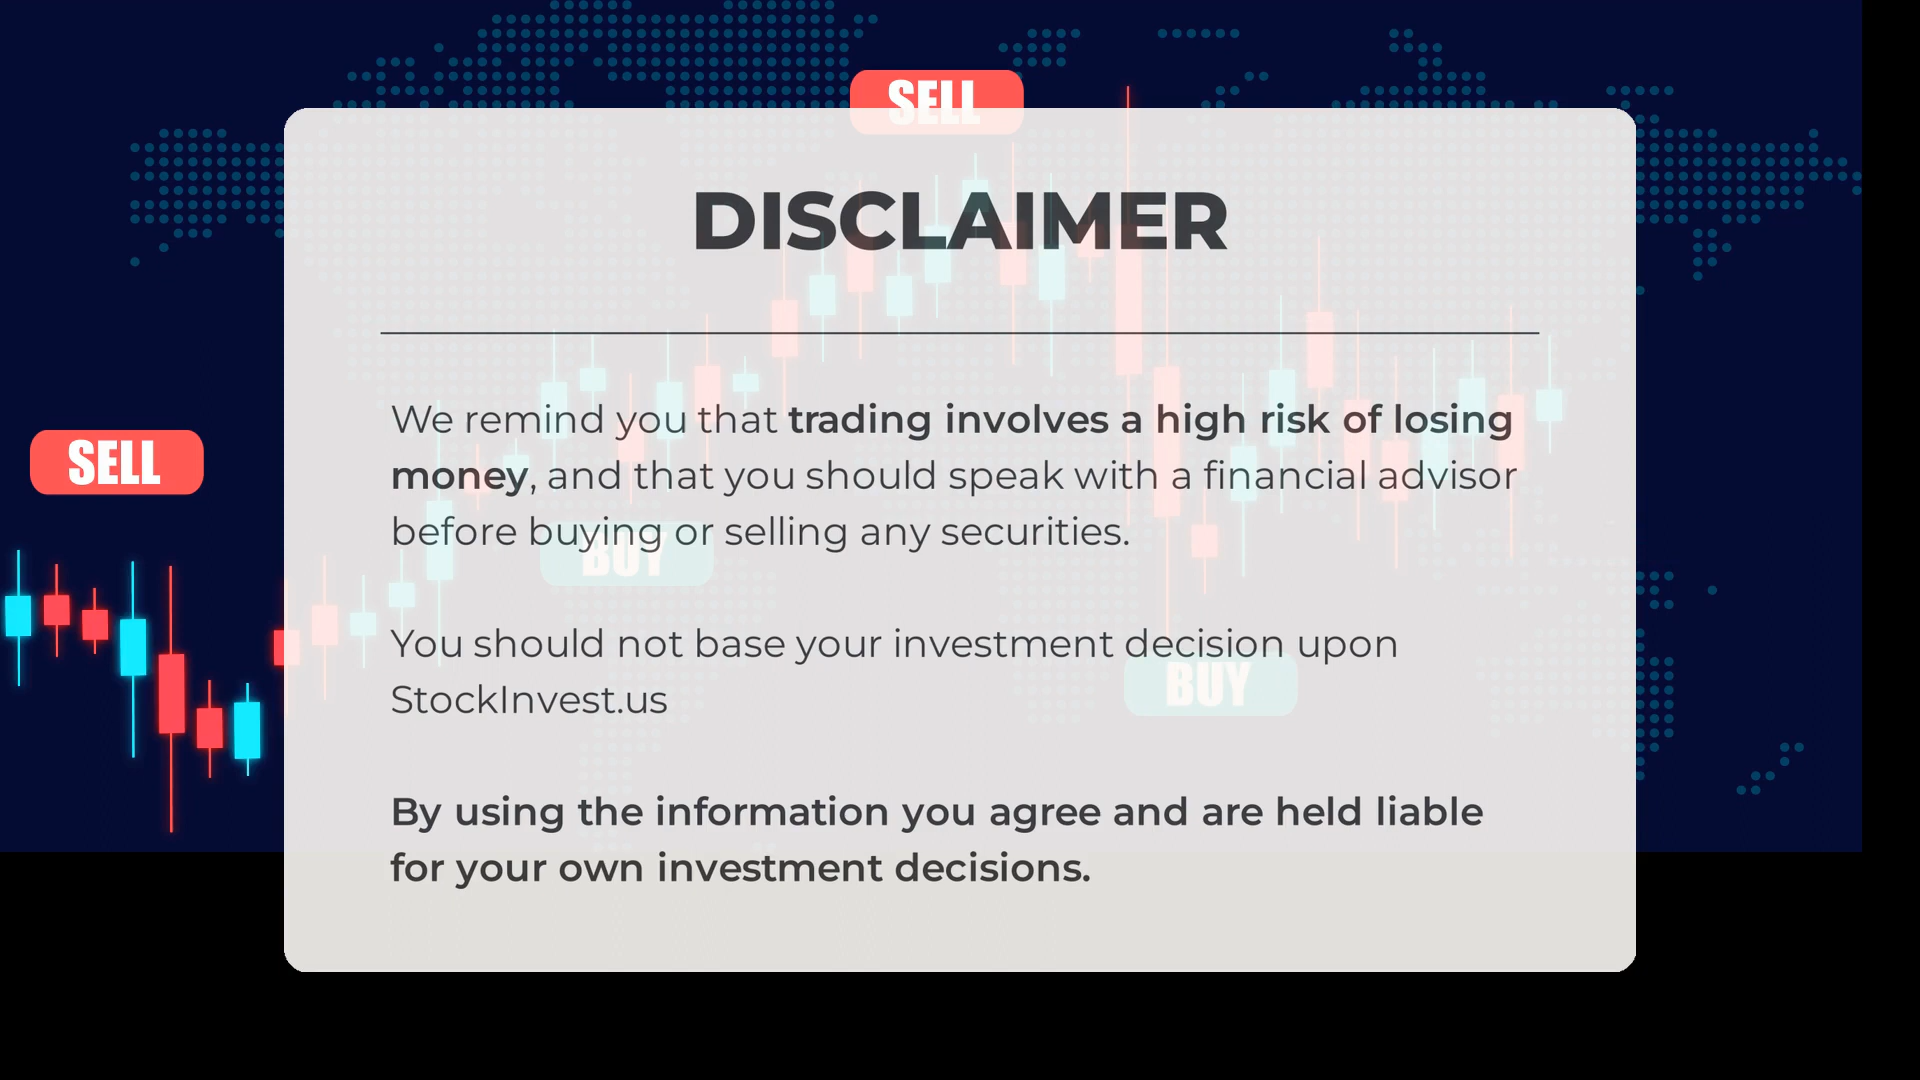 SELL
DISCLAIMER
We remind you that trading involves a high risk of losing
money, and that you should speak with a financial advisor
before buying or selling any securities.
SELL
BUY
You should not base your investment decision upon
StockInvest.us
BUY
By using the information you agree and are held liable
for your own investment decisions.